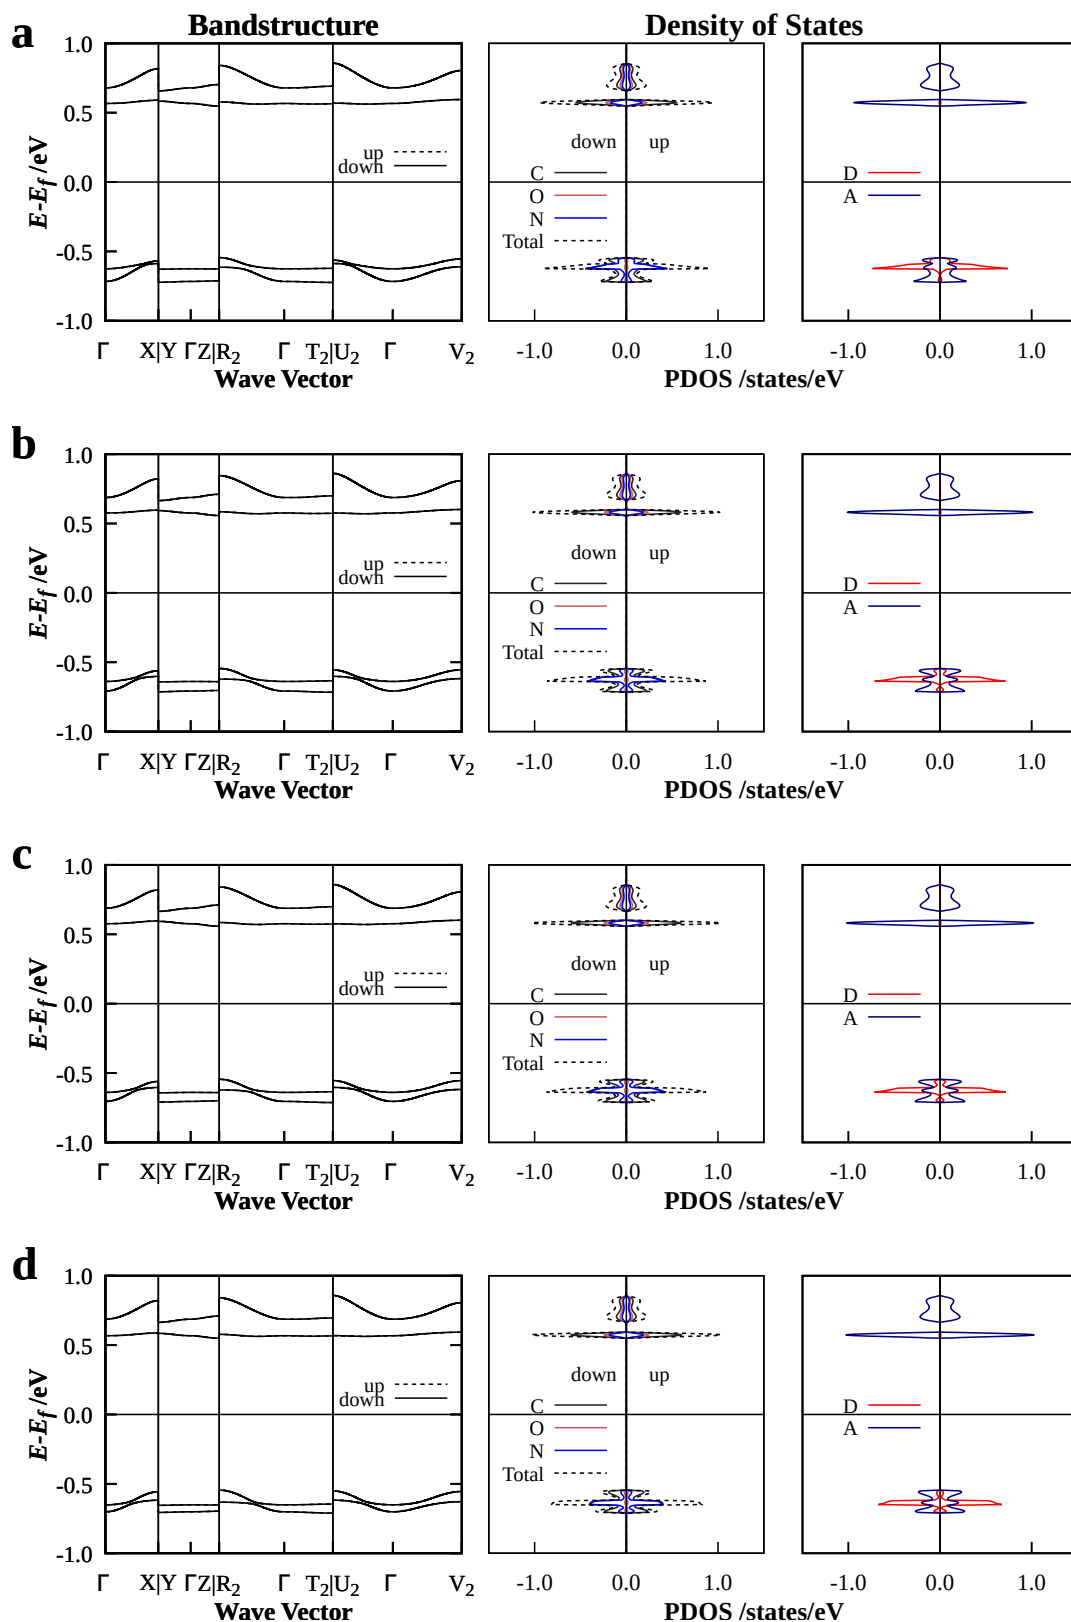 a
Bandstructure
Density of States
1.0
0.5
0.0
-0.5
-1.0
E-Ef /eV
up
down
Γ X|Y Γ Z|R2 Γ T2|U2 Γ V2
Wave Vector
down up
C
O
N
Total
D
A
-1.0 0.0 1.0
-1.0 0.0 1.0
PDOS /states/eV
b
1.0
0.5
0.0
-0.5
-1.0
E-Ef /eV
up
down
Γ X|Y Γ Z|R2 Γ T2|U2 Γ V2
Wave Vector
down up
C
O
N
Total
D
A
-1.0 0.0 1.0
-1.0 0.0 1.0
PDOS /states/eV
c
1.0
0.5
0.0
-0.5
-1.0
E-Ef /eV
up
down
Γ X|Y Γ Z|R2 Γ T2|U2 Γ V2
Wave Vector
down up
C
O
N
Total
D
A
-1.0 0.0 1.0
-1.0 0.0 1.0
PDOS /states/eV
d
1.0
0.5
0.0
-0.5
-1.0
E-Ef /eV
up
down
Γ X|Y Γ Z|R2 Γ T2|U2 Γ V2
Wave Vector
down up
C
O
N
Total
D
A
-1.0 0.0 1.0
-1.0 0.0 1.0
PDOS /states/eV